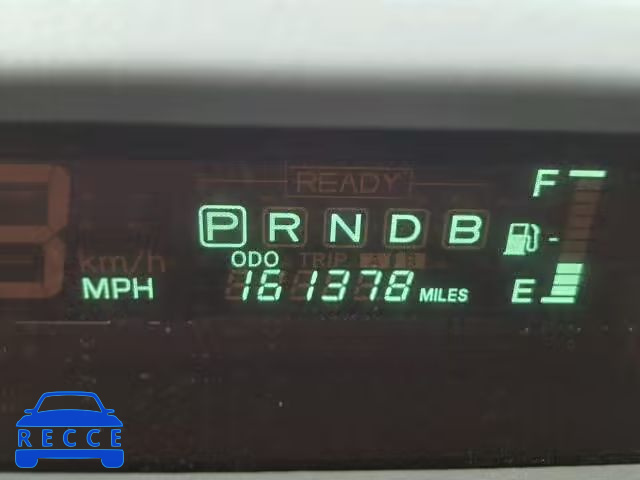 READY
F
P R N D B
km/h
ODO TRIP A B
MPH
161378 MILES
E
RECCE